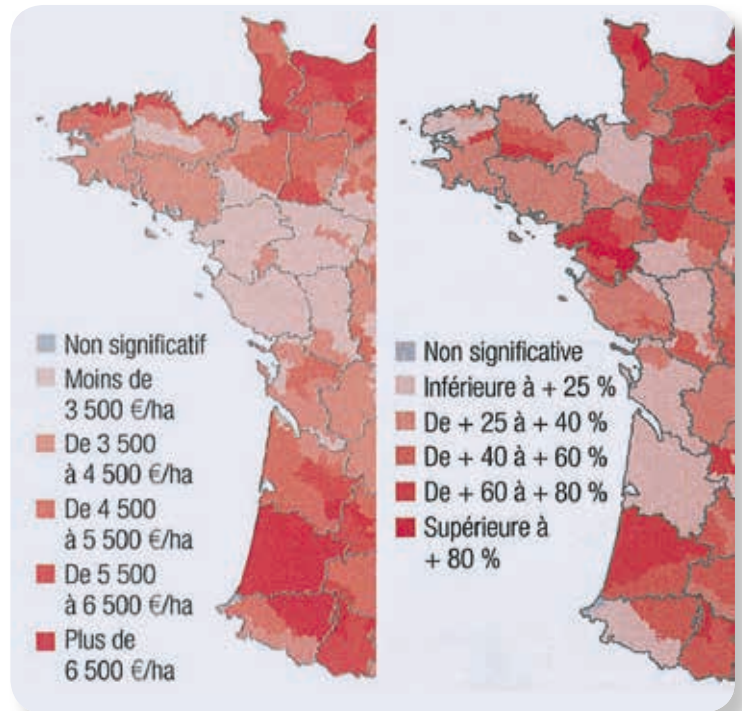 Non significatif
Moins de
3 500 €/ha
De 3 500
à 4 500 €/ha
De 4 500
à 5 500 €/ha
De 5 500
à 6 500 €/ha
Plus de
6 500 €/ha
Non significative
Inférieure à + 25 %
De + 25 à + 40 %
De + 40 à + 60 %
De + 60 à + 80 %
Supérieure à
+ 80 %